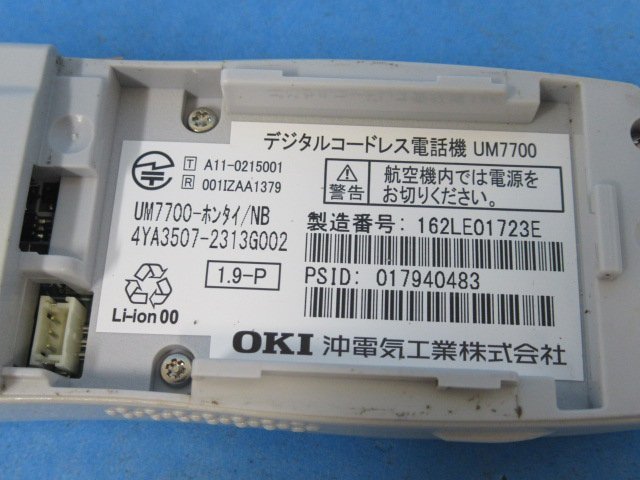 デジタルコードレス電話機 UM7700
T A11-0215001
R 001IZAA1379
警告
航空機内では電源を
お切りください。
UM7700-ホンタイ/NB
4YA3507-2313G002
製造番号: 162LE01723E
1.9-P
PSID: 017940483
Li-ion 00
OKI 沖電気工業株式会社